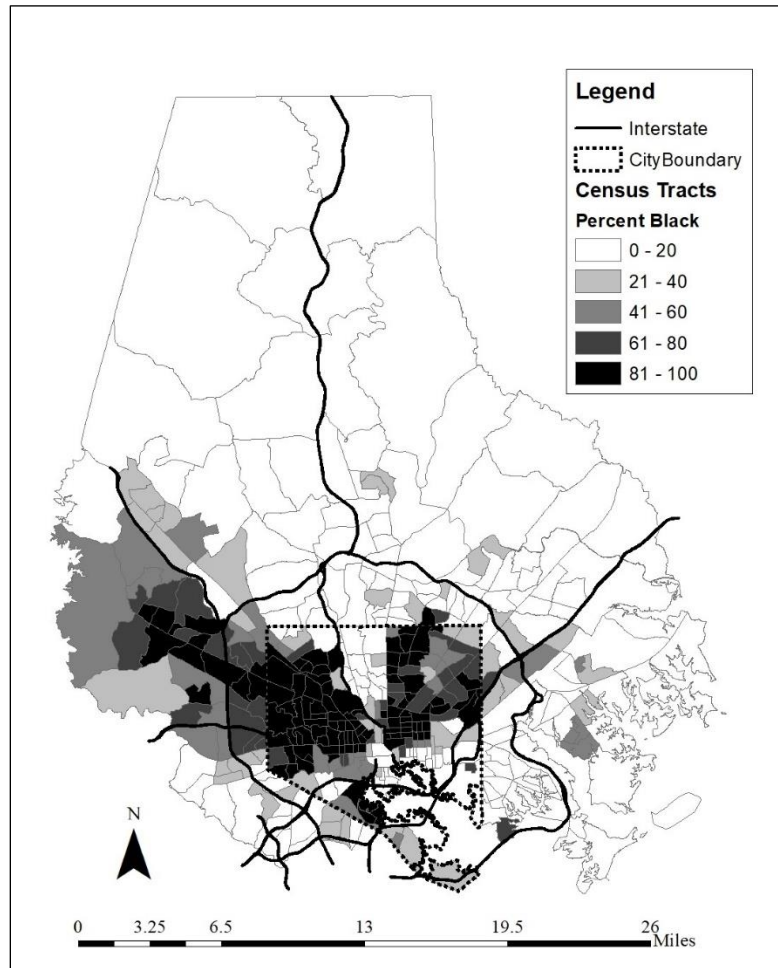 Legend
Interstate
CityBoundary
Census Tracts
Percent Black
0 - 20
21 - 40
41 - 60
61 - 80
81 - 100
N
0 3.25 6.5 13 19.5 26
Miles